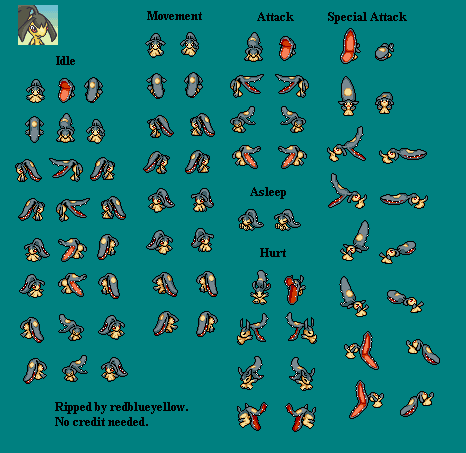 Movement
Attack
Special Attack
Idle
Asleep
Hurt
Ripped by redblueyellow.
No credit needed.